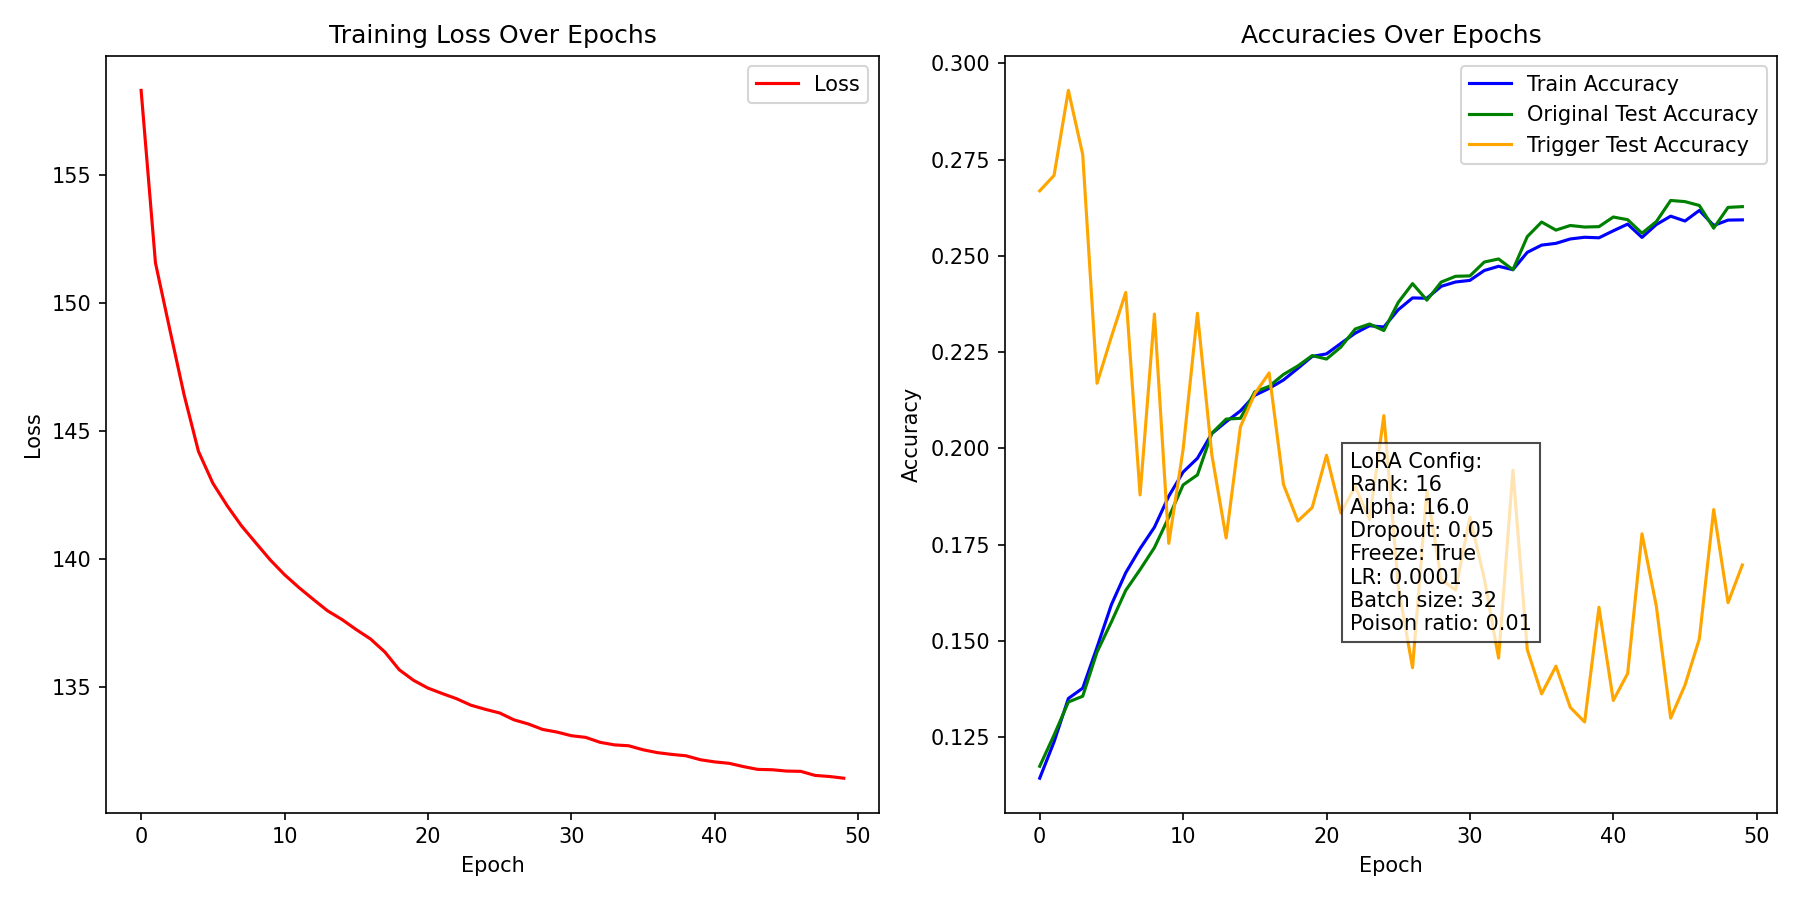 Training Loss Over Epochs
Loss
155
150
145
140
135
Loss
0
10
20
30
40
50
Epoch
Accuracies Over Epochs
Train Accuracy
Original Test Accuracy
Trigger Test Accuracy
0.300
0.275
0.250
0.225
0.200
0.175
0.150
0.125
Accuracy
LoRA Config:
Rank: 16
Alpha: 16.0
Dropout: 0.05
Freeze: True
LR: 0.0001
Batch size: 32
Poison ratio: 0.01
0
10
20
30
40
50
Epoch